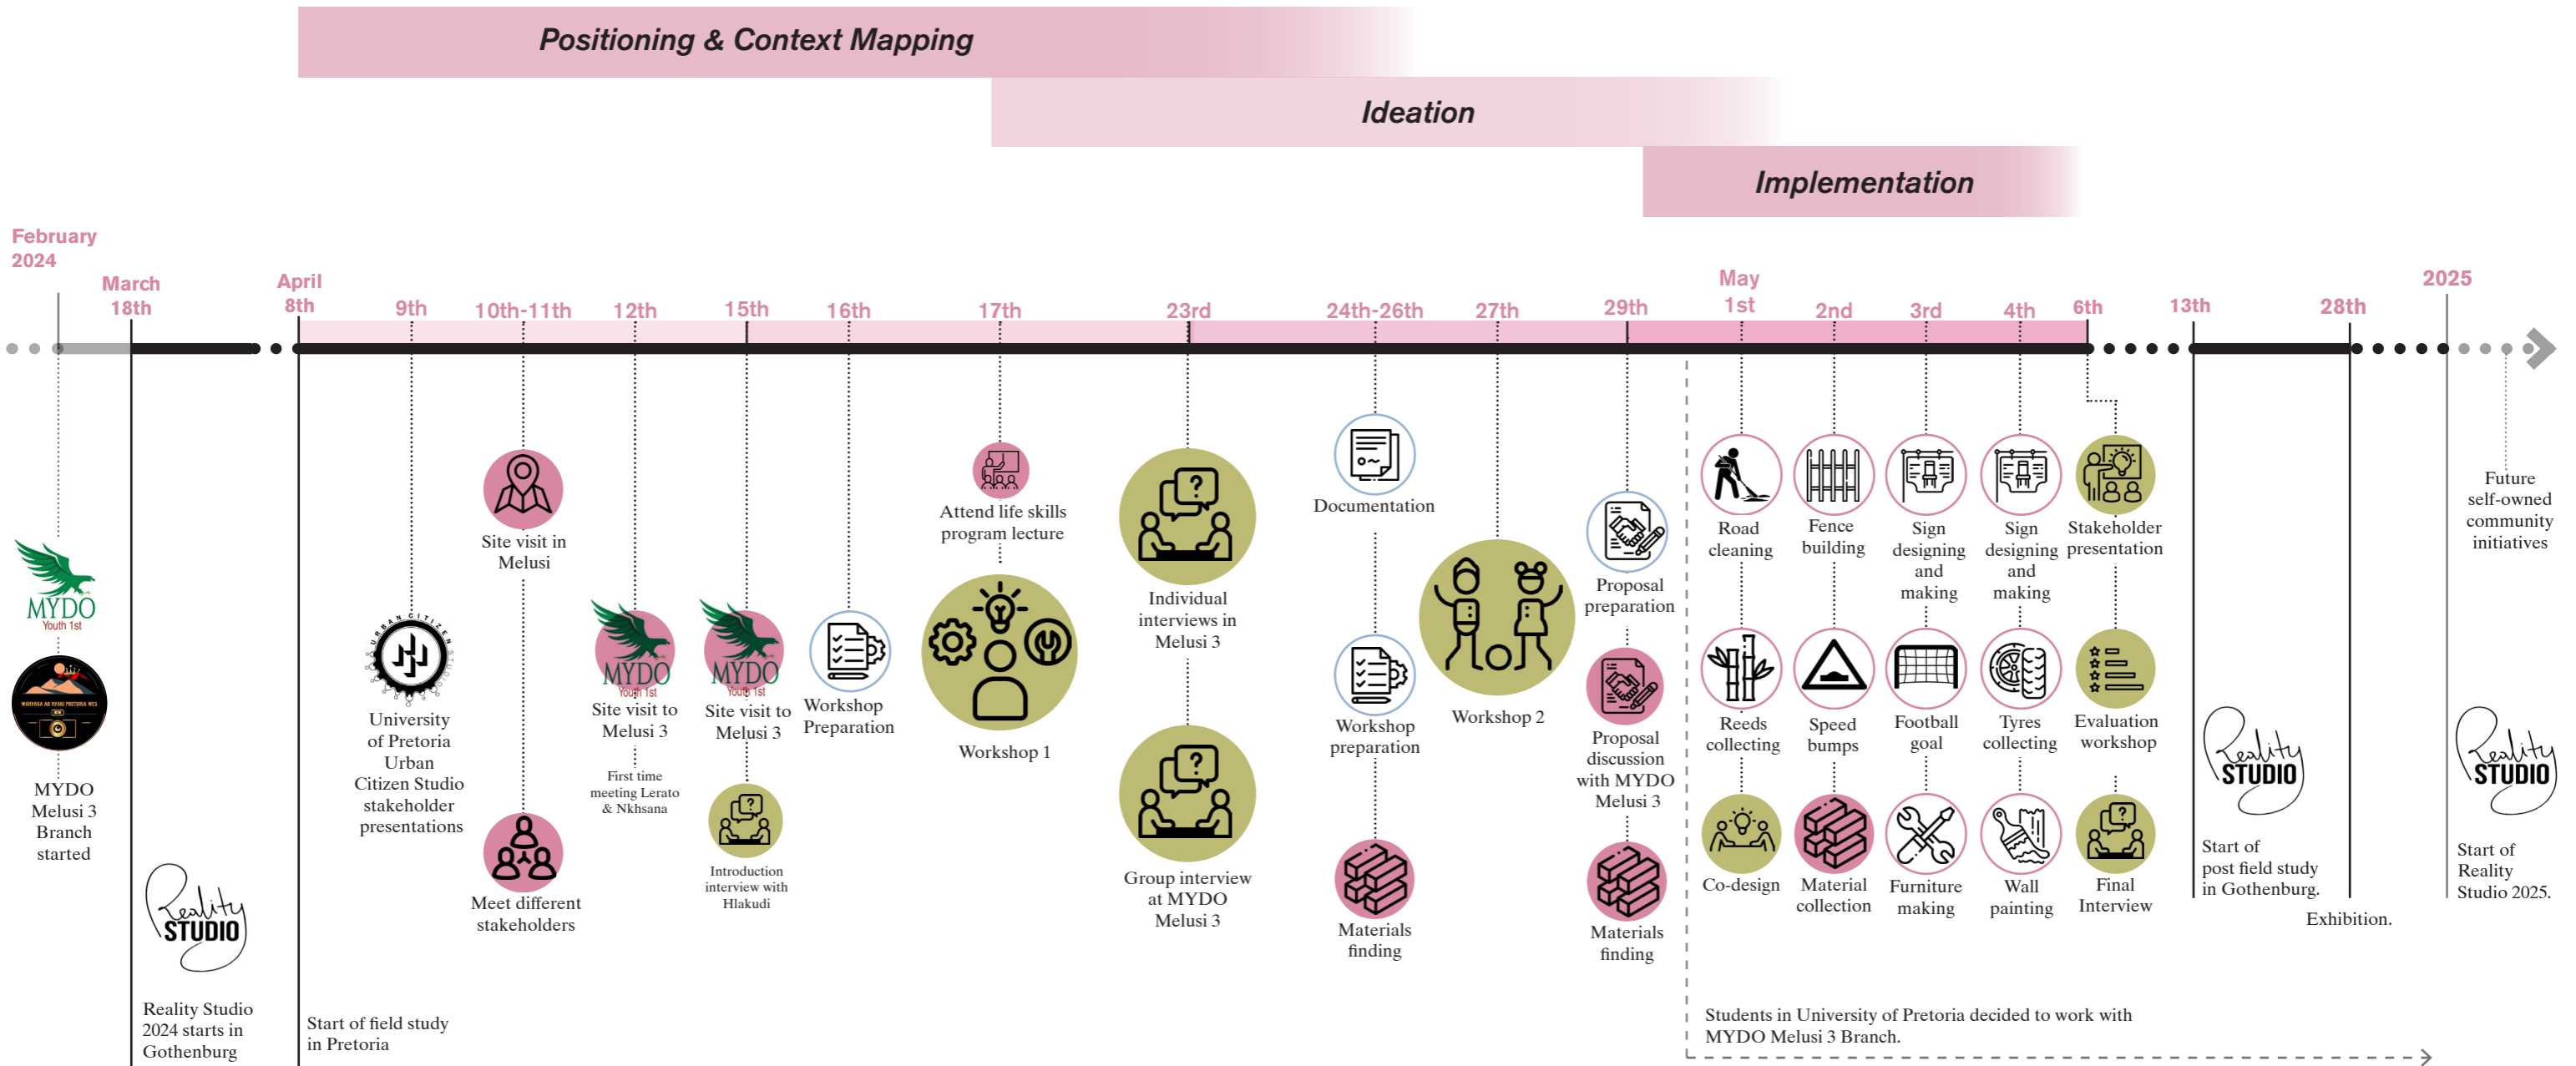 Positioning & Context Mapping
Ideation
Implementation
February
2024
March
18th
April
8th
9th
10th-11th
12th
15th
16th
17th
23rd
24th-26th
27th
29th
May
1st
2nd
3rd
4th
6th
13th
28th
2025
MYDO
Youth 1st
MYDO
Melusi 3
Branch
started
Reality
STUDIO
Reality Studio
2024 starts in
Gothenburg
Start of field study
in Pretoria
URBAN CITIZEN STUDIO
University
of Pretoria
Urban
Citizen Studio
stakeholder
presentations
Site visit in
Melusi
Meet different
stakeholders
MYDO
Youth 1st
Site visit to
Melusi 3
First time
meeting Lerato
& Nkhsana
MYDO
Youth 1st
Site visit to
Melusi 3
Introduction
interview with
Hlakudi
Workshop
Preparation
Attend life skills
program lecture
Workshop 1
Individual
interviews in
Melusi 3
Group interview
at MYDO
Melusi 3
Documentation
Workshop
preparation
Materials
finding
Workshop 2
Proposal
preparation
Proposal
discussion
with MYDO
Melusi 3
Materials
finding
Road
cleaning
Reeds
collecting
Co-design
Fence
building
Speed
bumps
Material
collection
Sign
designing
and
making
Football
goal
Furniture
making
Sign
designing
and
making
Tyres
collecting
Wall
painting
Stakeholder
presentation
Evaluation
workshop
Final
Interview
Students in University of Pretoria decided to work with
MYDO Melusi 3 Branch.
Reality
STUDIO
Start of
post field study
in Gothenburg.
Exhibition.
Future
self-owned
community
initiatives
Reality
STUDIO
Start of
Reality
Studio 2025.